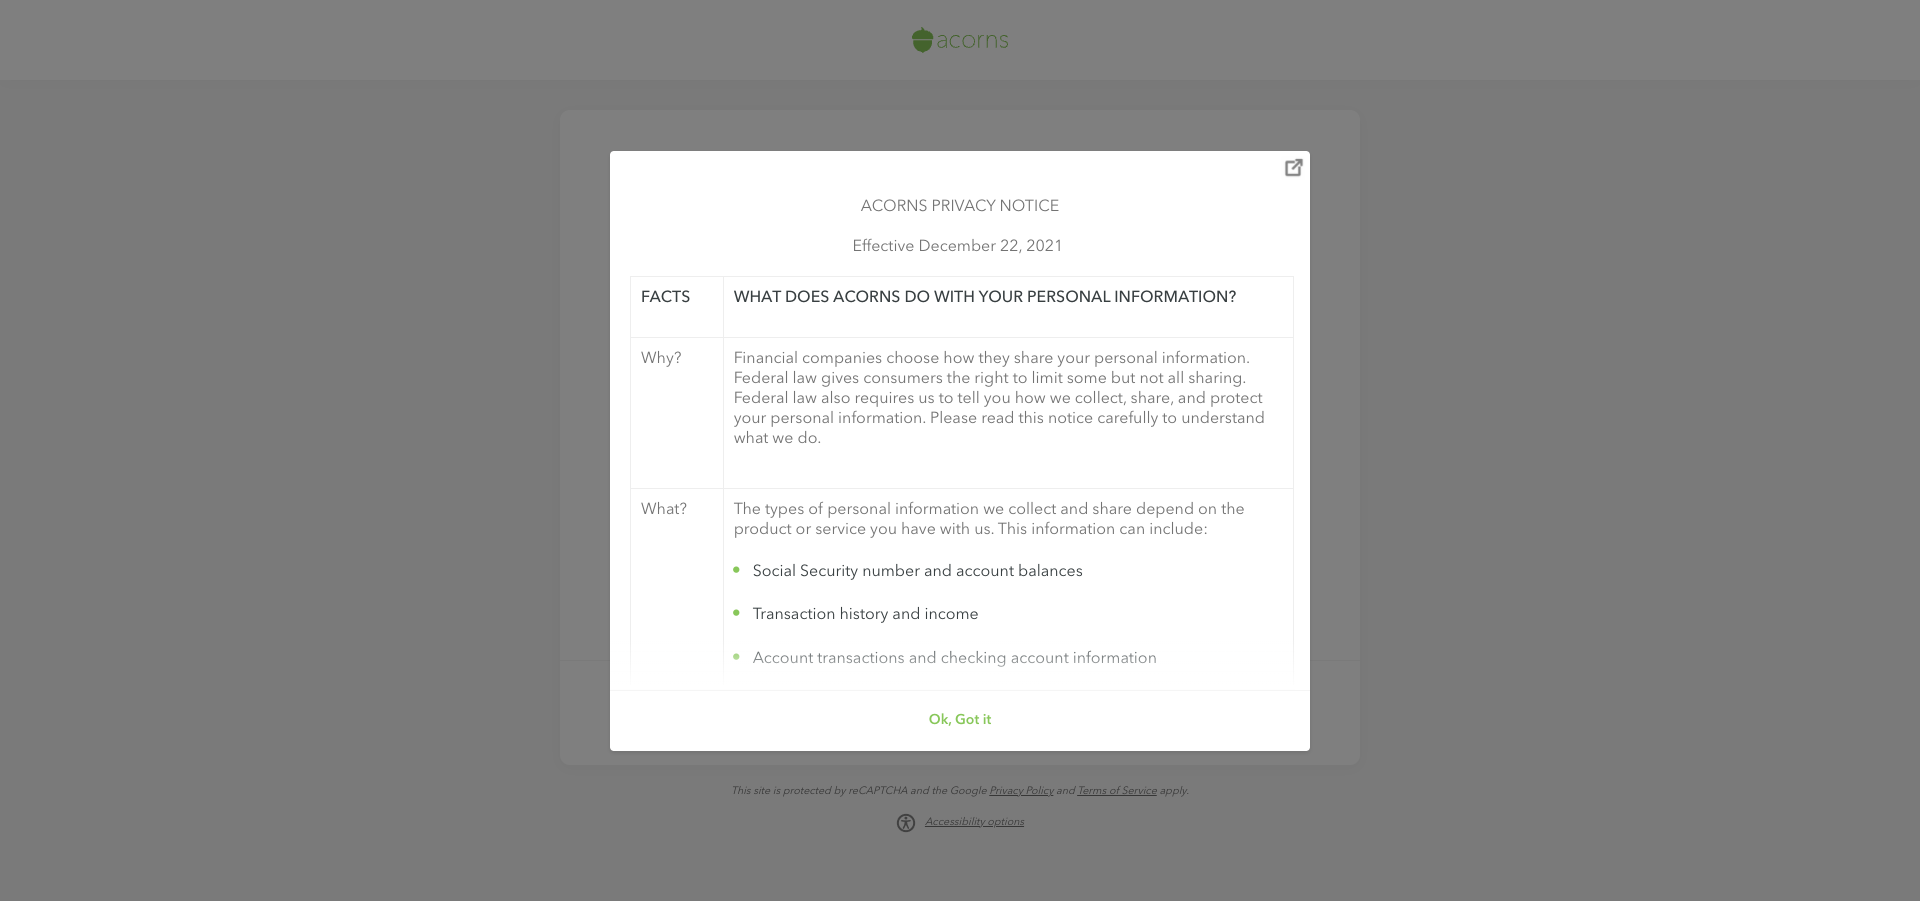 acorns
ACORNS PRIVACY NOTICE
Effective December 22, 2021
FACTS
WHAT DOES ACORNS DO WITH YOUR PERSONAL INFORMATION?
Why?
Financial companies choose how they share your personal information.
Federal law gives consumers the right to limit some but not all sharing.
Federal law also requires us to tell you how we collect, share, and protect
your personal information. Please read this notice carefully to understand
what we do.
What?
The types of personal information we collect and share depend on the
product or service you have with us. This information can include:
Social Security number and account balances
Transaction history and income
Account transactions and checking account information
Ok, Got it
This site is protected by reCAPTCHA and the Google Privacy Policy and Terms of Service apply.
Accessibility options